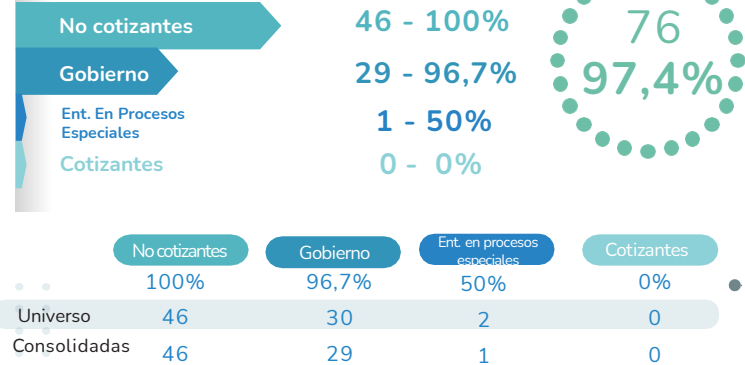 No cotizantes 46 - 100%
Gobierno 29 - 96,7%
Ent. En Procesos
Especiales 1 - 50%
Cotizantes 0 - 0%
76
97,4%
No cotizantes Gobierno Ent. en procesos especiales Cotizantes
100% 96,7% 50% 0%
Universo 46 30 2 0
Consolidadas 46 29 1 0